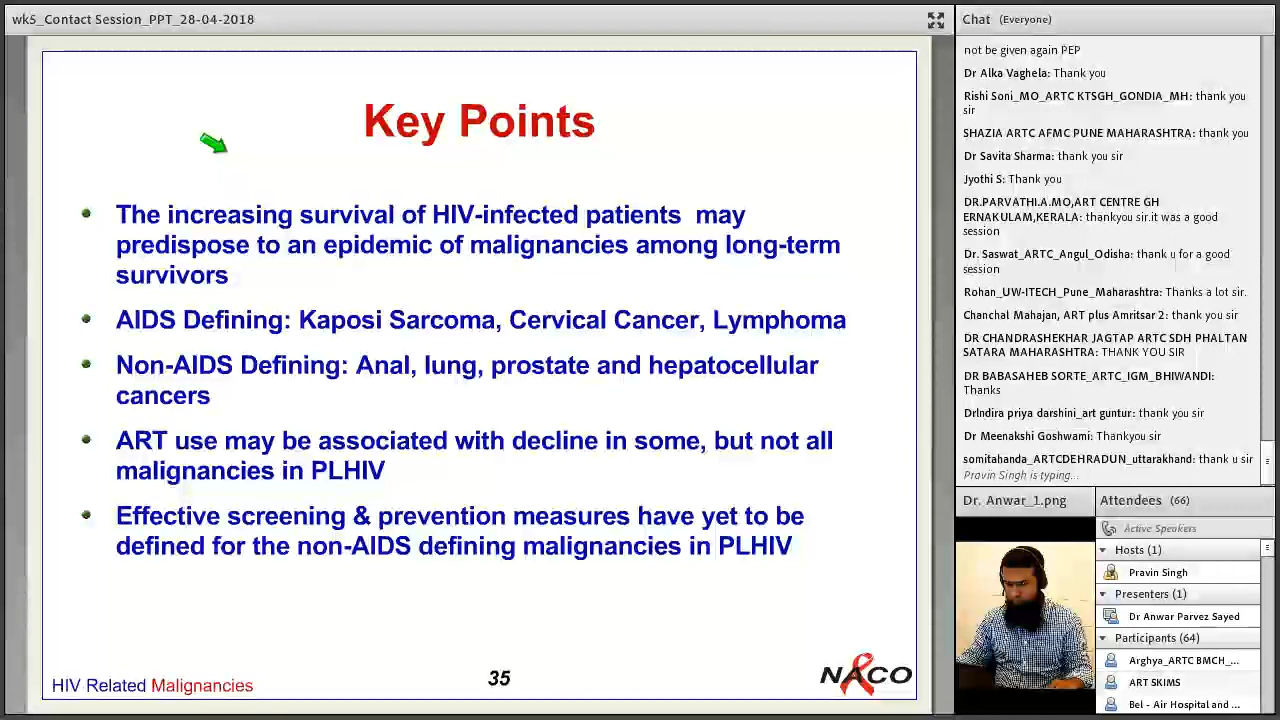 wk5_Contact Session_PPT_28-04-2018
Key Points
The increasing survival of HIV-infected patients may
predispose to an epidemic of malignancies among long-term
survivors
AIDS Defining: Kaposi Sarcoma, Cervical Cancer, Lymphoma
Non-AIDS Defining: Anal, lung, prostate and hepatocellular
cancers
ART use may be associated with decline in some, but not all
malignancies in PLHIV
Effective screening & prevention measures have yet to be
defined for the non-AIDS defining malignancies in PLHIV
HIV Related Malignancies
35
NACO
Chat (Everyone)
not be given again PEP
Dr Alka Vaghela: Thank you
Rishi Soni_MO_ARTC KTSGH_GONDIA_MH: thank you
sir
SHAZIA ARTC AFMC PUNE MAHARASHTRA: thank you
Dr Savita Sharma: thank you sir
Jyothi S: Thank you
DR.PARVATHI.A.MO,ART CENTRE GH
ERNAKULAM,KERALA: thankyou sir.it was a good
session
Dr. Saswat_ARTC_Angul_Odisha: thank u for a good
session
Rohan_UW-ITECH_Pune_Maharashtra: Thanks a lot sir.
Chanchal Mahajan, ART plus Amritsar 2: thank you sir
DR CHANDRASHEKHAR JAGTAP ARTC SDH PHALTAN
SATARA MAHARASHTRA: THANK YOU SIR
DR BABASAHEB SORTE_ARTC_IGM_BHIWANDI:
Thanks
DrIndira priya darshini_art guntur: thank you sir
Dr Meenakshi Goshwami: Thankyou sir
somitahanda_ARTCDEHRADUN_uttarakhand: thank u sir
Pravin Singh is typing...
Dr. Anwar_1.png
Attendees (66)
Active Speakers
Hosts (1)
Pravin Singh
Presenters (1)
Dr Anwar Parvez Sayed
Participants (64)
Arghya_ARTC BMCH_...
ART SKIMS
Bel - Air Hospital and ...